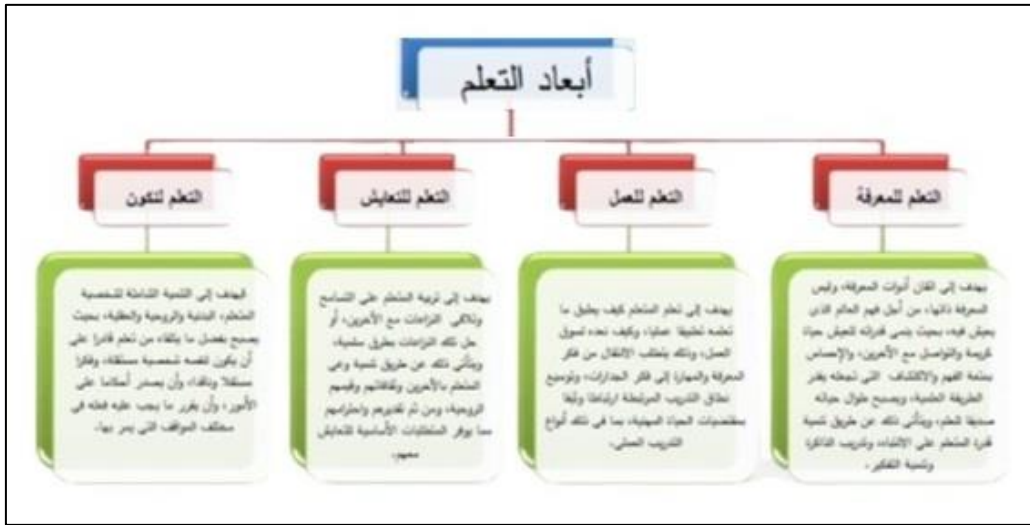 أبعاد التعلم
التعلم للمعرفة
التعلم للعمل
التعلم للتعايش
التعلم لتكون
يهدف إلى اتقان أدوات المعرفة، وليس
المعرفة ذاتها، من أجل فهم العالم الذي
يعيش فيه، بحيث ينمي قدراته للعيش حياة
كريمة والتواصل مع الآخرين، والإحساس
بمتعة الفهم والاكتشاف التي تجعله يقدر
الطريقة العلمية، ويصبح طوال حياته
صديقا للعلم، ويتأتى ذلك عن طريق تنمية
قدرة المتعلم على الانتباه، وتدريب الذاكرة
وتنمية التفكير.
يهدف إلى تعلم المتعلم كيف يطبق ما
تعلمه تطبيقا عمليا، وكيف نعده لسوق
العمل، وذلك يتطلب الانتقال من فكر
المعرفة والمهارة إلى فكر الجدارات، وتوسيع
نطاق التدريب المرتبطة ارتباطا وثيقا
بمقتضيات الحياة المهنية، بما في ذلك أنواع
التدريب العملي.
يهدف إلى تربية المتعلم على التسامح
وتلافي النزاعات مع الآخرين، أو
حل تلك النزاعات بطرق سلمية،
ويتأتى ذلك عن طريق تنمية وعي
المتعلم بالآخرين وثقافاتهم وقيمهم
الروحية، ومن ثم تقديرهم واحترامهم
مما يوفر المتطلبات الأساسية للتعايش
معهم.
فيهدف إلى التنمية الشاملة لشخصية
المتعلم، البدنية والروحية والعقلية، بحيث
يصبح بفضل ما يتلقاه من تعلم قادرا على
أن يكون لنفسه شخصية مستقلة، وفكرا
مستقلا وناقدا، وأن يصدر أحكاما على
الأمور، وأن يقرر ما يجب عليه فعله في
مختلف المواقف التي يمر بها.